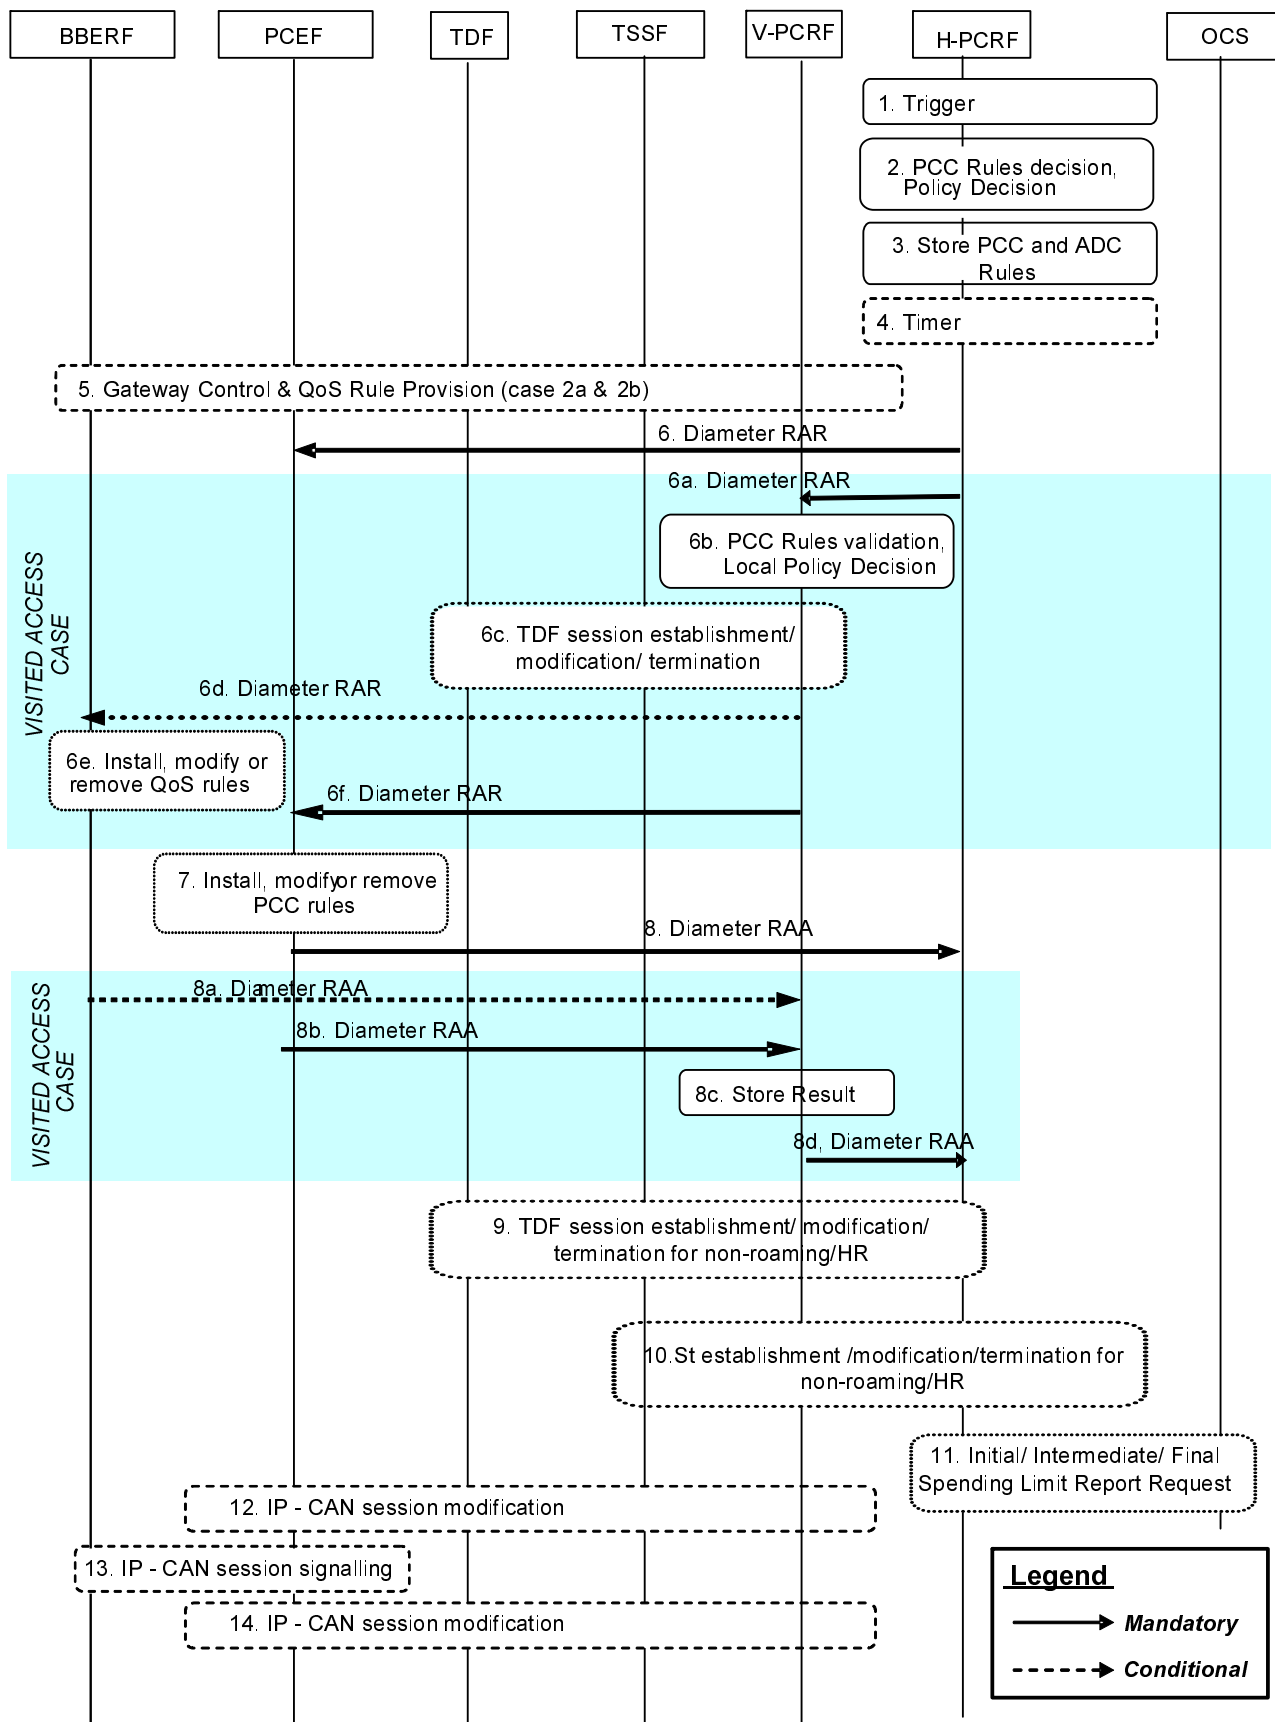 BBERF
PCEF
TDF
TSSF
V-PCRF
H-PCRF
OCS
1. Trigger
2. PCC Rules decision,
Policy Decision
3. Store PCC and ADC
Rules
4. Timer
5. Gateway Control & QoS Rule Provision (case 2a & 2b)
6. Diameter RAR
6a. Diameter RAR
6b. PCC Rules validation,
Local Policy Decision
VISITED ACCESS
CASE
6c. TDF session establishment/
modification/ termination
6d. Diameter RAR
6e. Install, modify or
remove QoS rules
6f. Diameter RAR
7. Install, modify or remove
PCC rules
8. Diameter RAA
VISITED ACCESS
CASE
8a. Diameter RAA
8b. Diameter RAA
8c. Store Result
8d, Diameter RAA
9. TDF session establishment/ modification/
termination for non-roaming/HR
10.St establishment /modification/termination for
non-roaming/HR
11. Initial/ Intermediate/ Final
Spending Limit Report Request
12. IP - CAN session modification
13. IP - CAN session signalling
14. IP - CAN session modification
Legend
Mandatory
Conditional